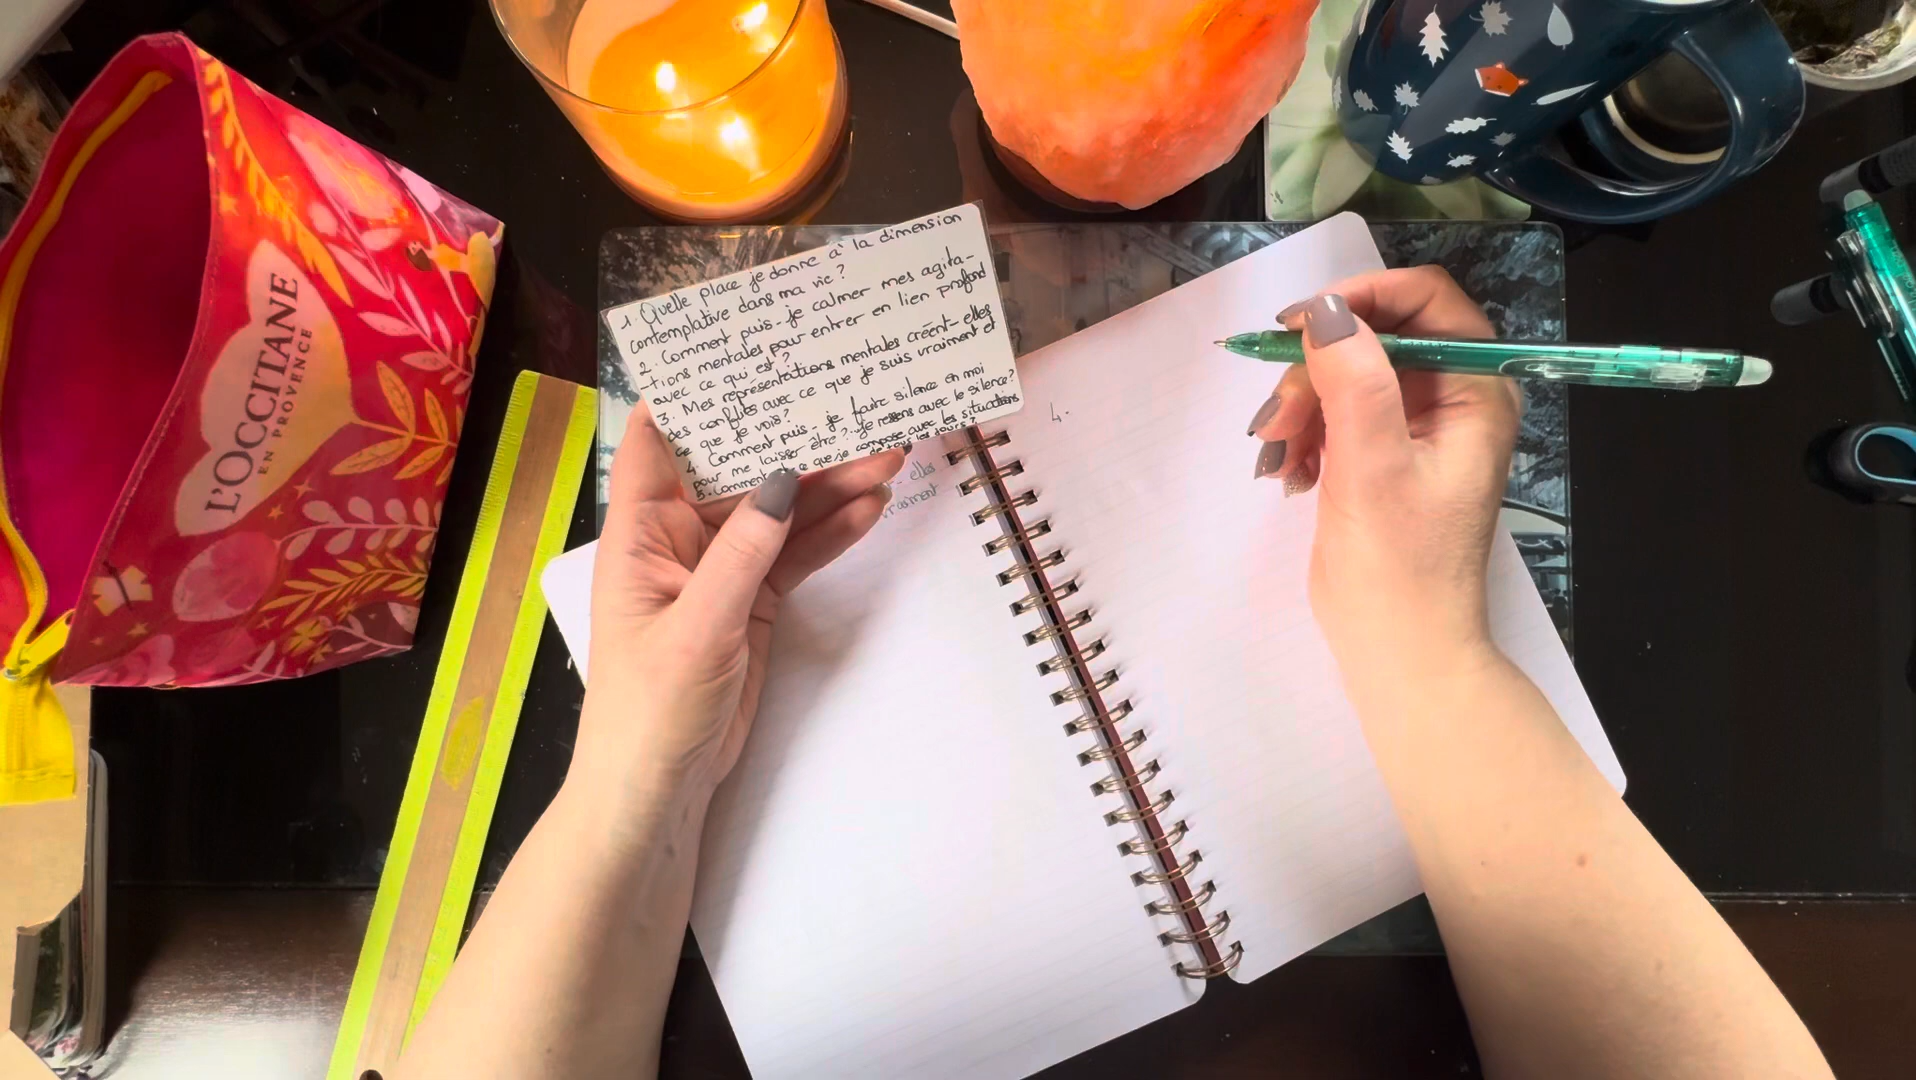 L'OCCITANE
EN PROVENCE
1. Quelle place je donne à la dimension
contemplative dans ma vie ?
2. Comment puis-je calmer mes agita-
-tions mentales pour entrer en lien profond
avec ce qui est ?
3. Mes représentations mentales créent-elles
des conflits avec ce que je suis vraiment et
ce que je vois ?
4. Comment puis-je faire silence en moi
pour me laisser être ? Je ressens avec le silence ?
5. Comment ce que je compose avec les situations
de tous les jours ?
elles
vraiment
4.